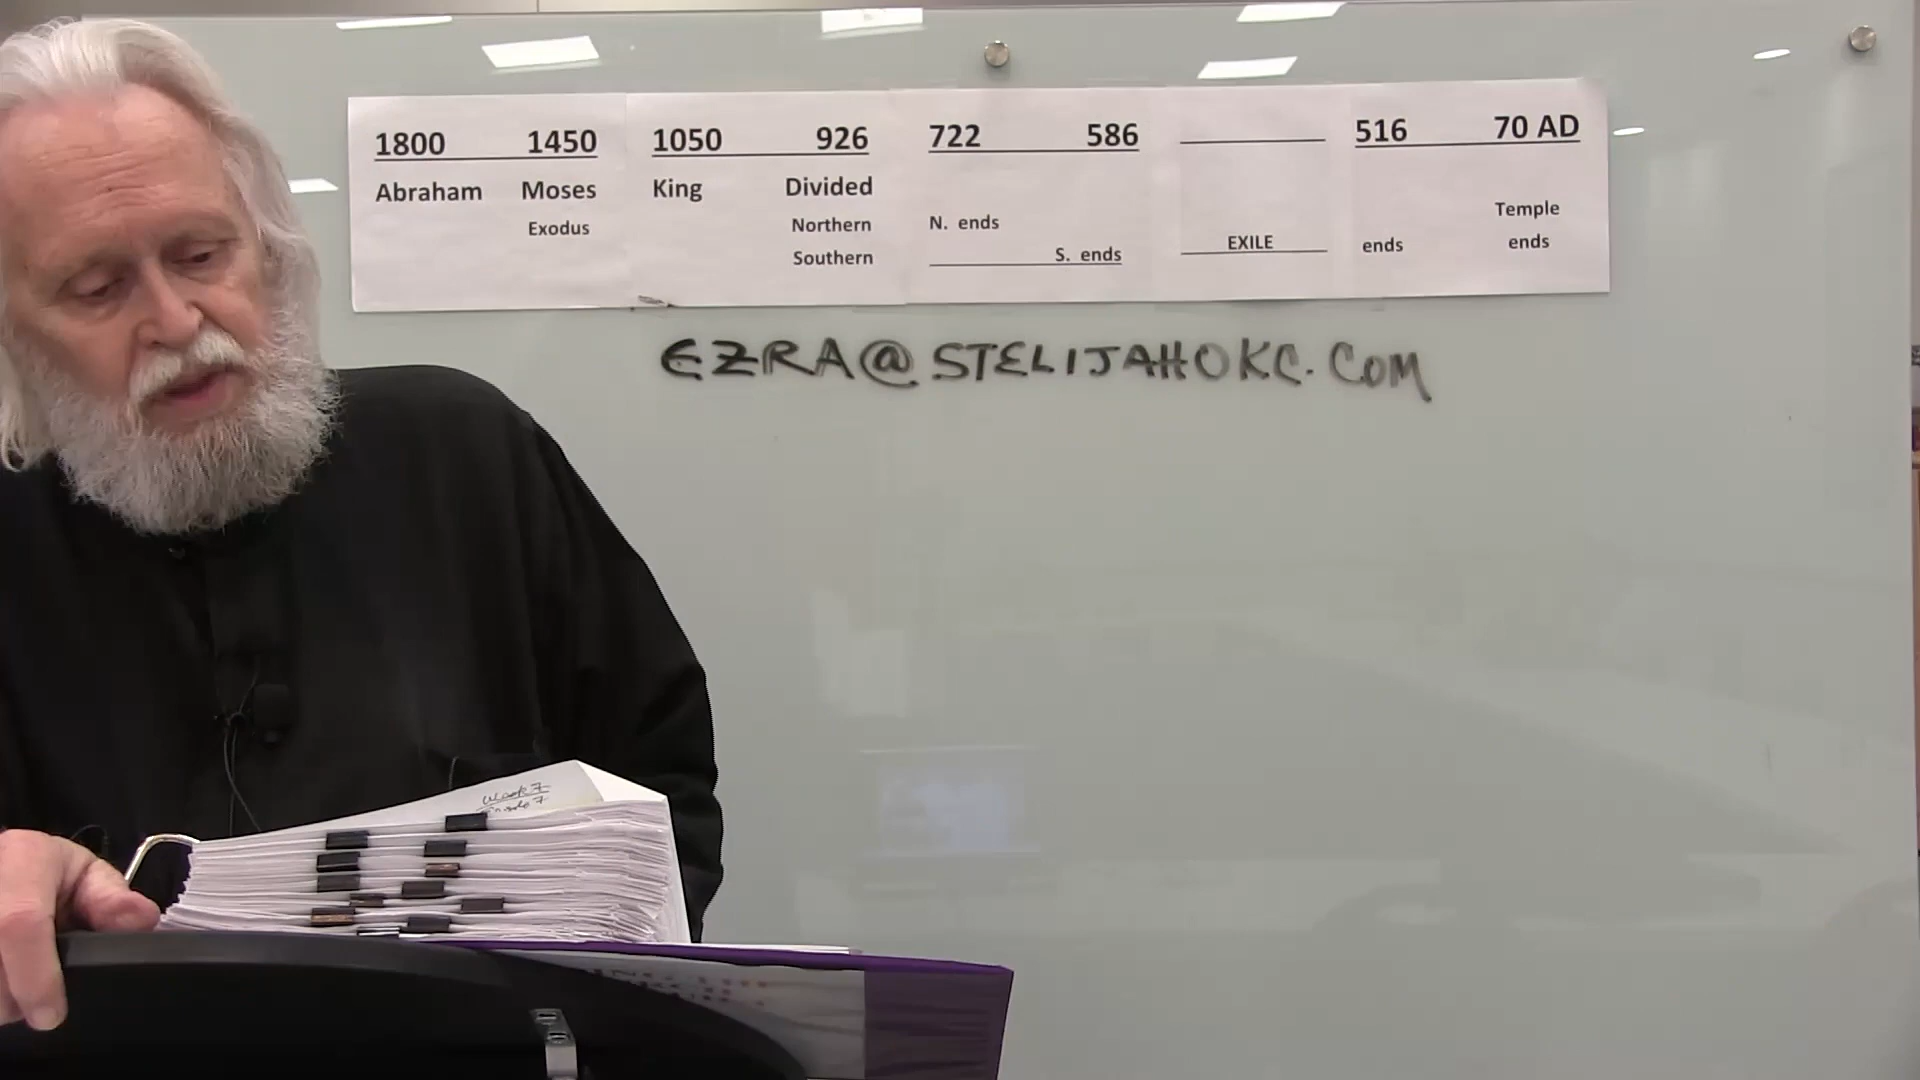 1800 1450 1050 926 722 586 516 70 AD
Abraham Moses King Divided
Exodus Northern N. ends Temple
Southern S. ends EXILE ends ends
EZRA@STELIJAHOKC.COM